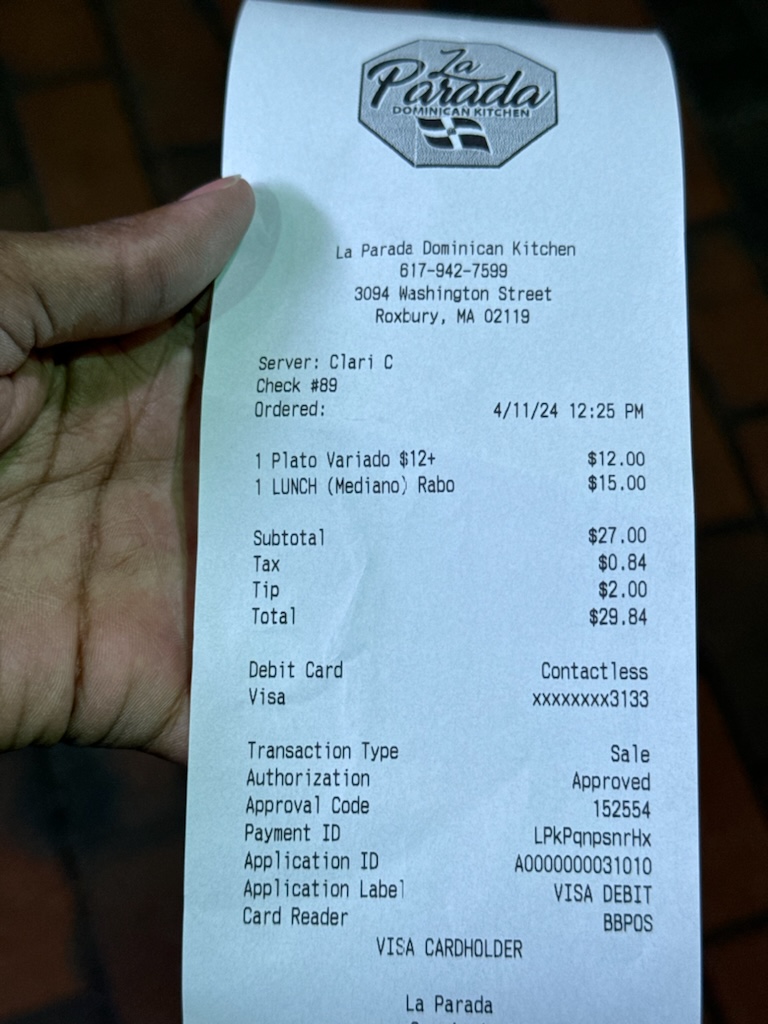 La
Parada
DOMINICAN KITCHEN
La Parada Dominican Kitchen
617-942-7599
3094 Washington Street
Roxbury, MA 02119
Server: Clari C
Check #89
Ordered: 4/11/24 12:25 PM
1 Plato Variado $12+ $12.00
1 LUNCH (Mediano) Rabo $15.00
Subtotal $27.00
Tax $0.84
Tip $2.00
Total $29.84
Debit Card Contactless
Visa xxxxxxxx3133
Transaction Type Sale
Authorization Approved
Approval Code 152554
Payment ID LPkPqnpsnrHx
Application ID A0000000031010
Application Label VISA DEBIT
Card Reader BBPOS
VISA CARDHOLDER
La Parada